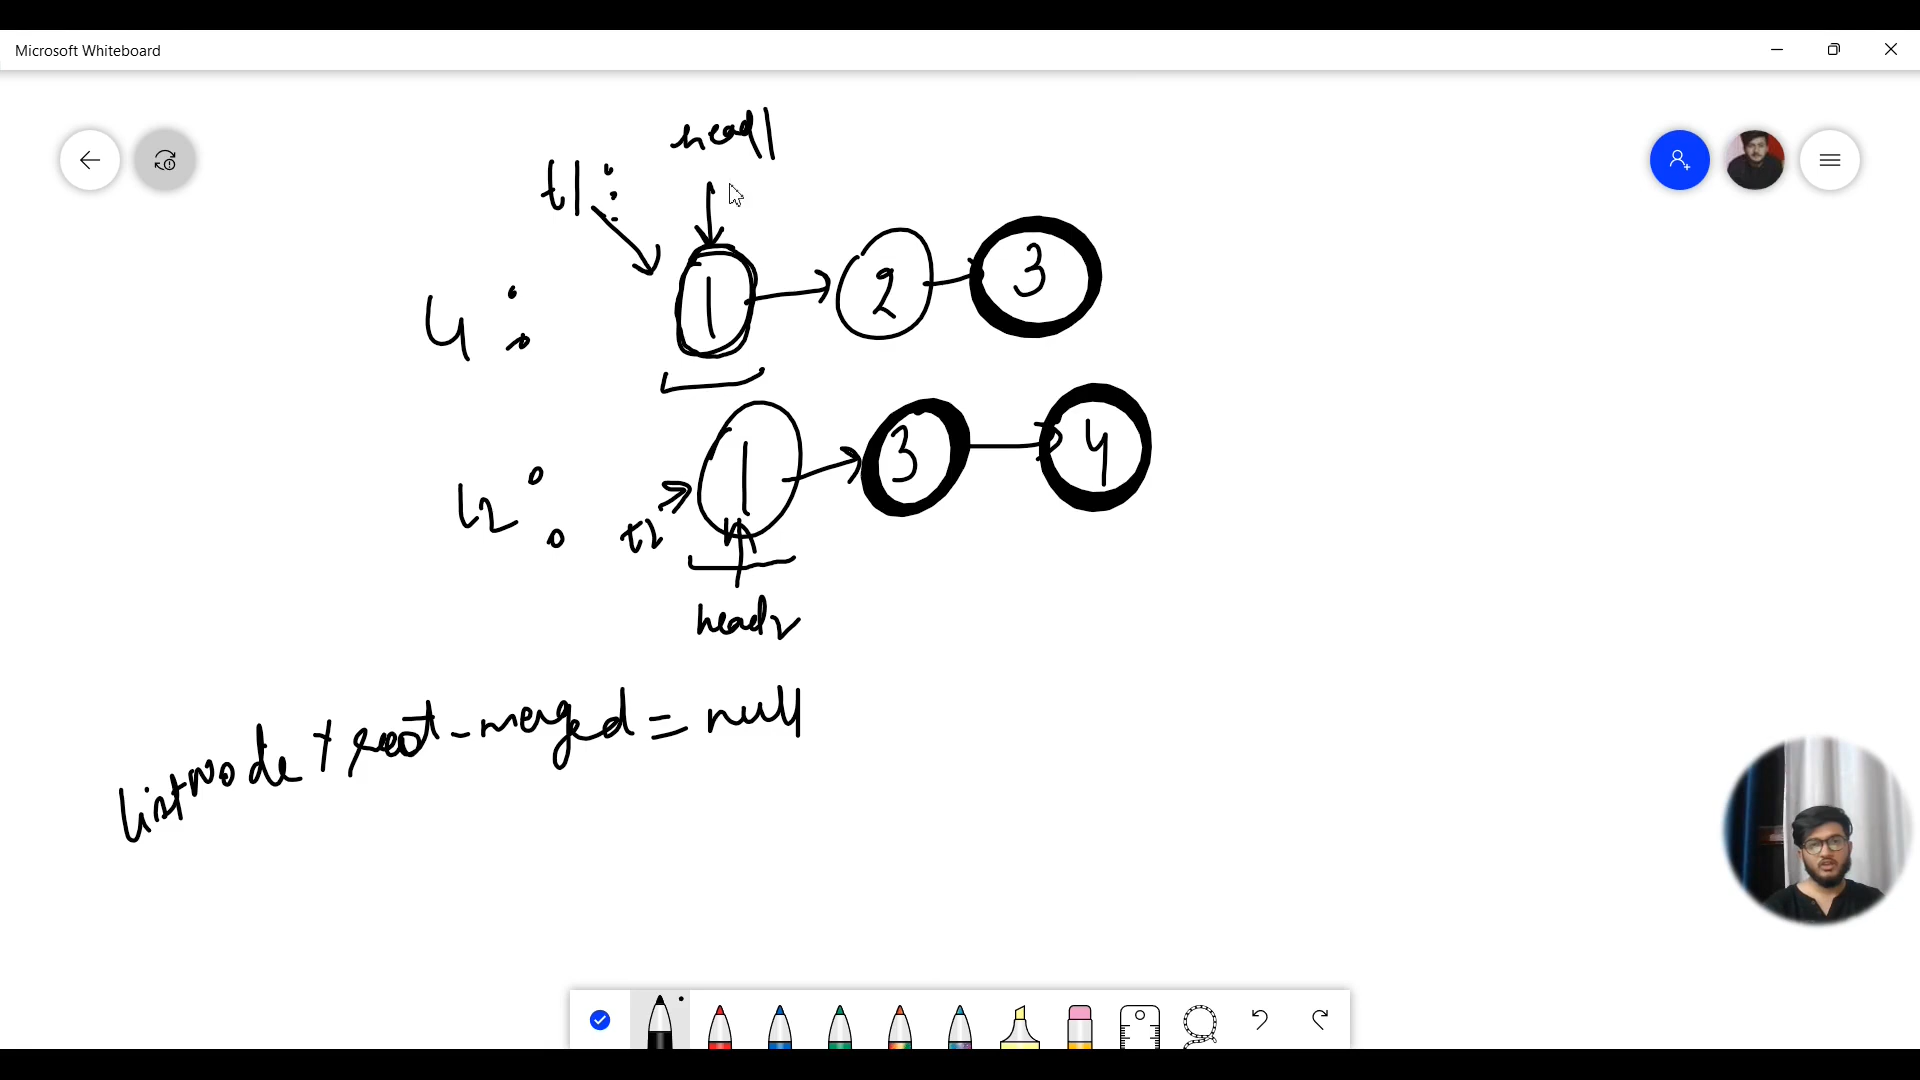 Microsoft Whiteboard
head1
t1:
L1 : 1 2 3
L2 : 1 3 4
t2
head2
listNode * root_merged = null